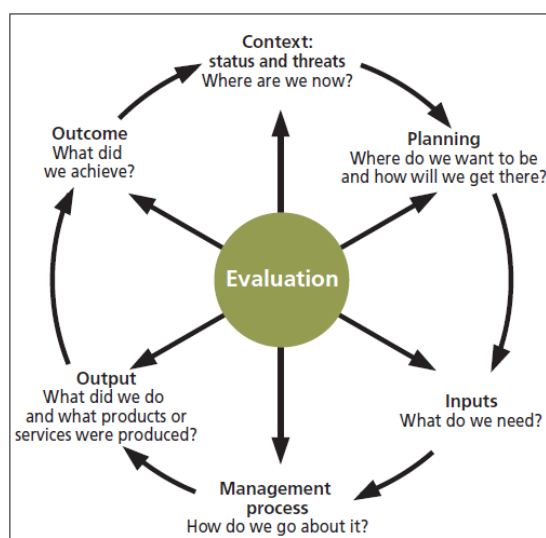 Context:
status and threats
Where are we now?
Planning
Where do we want to be
and how will we get there?
Inputs
What do we need?
Management
process
How do we go about it?
Output
What did we do
and what products or
services were produced?
Outcome
What did
we achieve?
Evaluation